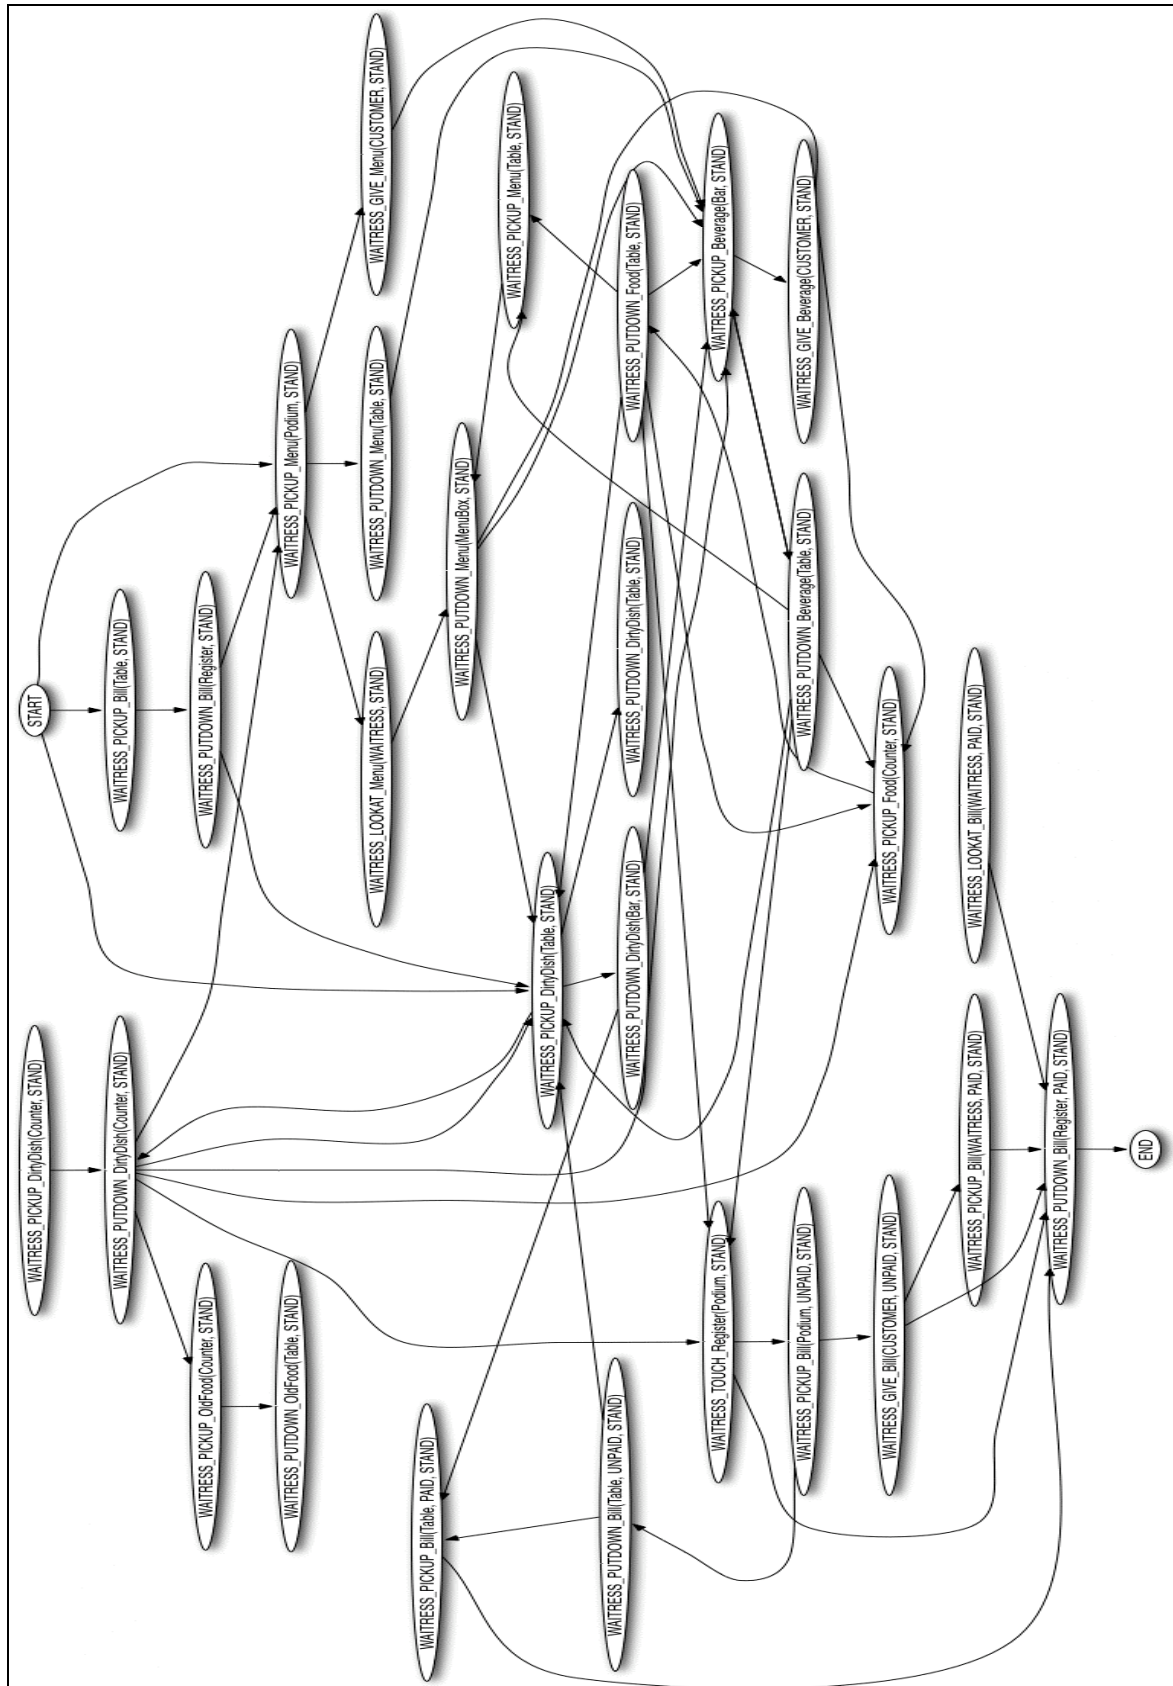 START
WAITRESS_PICKUP_DirtyDish(Counter, STAND)
WAITRESS_PICKUP_Bill(Table, STAND)
WAITRESS_PUTDOWN_DirtyDish(Counter, STAND)
WAITRESS_PUTDOWN_Bill(Register, STAND)
WAITRESS_PICKUP_OldFood(Counter, STAND)
WAITRESS_PICKUP_Menu(Podium, STAND)
WAITRESS_PUTDOWN_OldFood(Table, STAND)
WAITRESS_GIVE_Menu(CUSTOMER, STAND)
WAITRESS_PUTDOWN_Menu(Table, STAND)
WAITRESS_LOOKAT_Menu(WAITRESS, STAND)
WAITRESS_PICKUP_Bill(Table, PAID, STAND)
WAITRESS_PUTDOWN_Menu(MenuBox, STAND)
WAITRESS_PICKUP_Menu(Table, STAND)
WAITRESS_PICKUP_DirtyDish(Table, STAND)
WAITRESS_PUTDOWN_Food(Table, STAND)
WAITRESS_PUTDOWN_DirtyDish(Table, STAND)
WAITRESS_PUTDOWN_DirtyDish(Bar, STAND)
WAITRESS_PUTDOWN_Bill(Table, UNPAID, STAND)
WAITRESS_PICKUP_Beverage(Bar, STAND)
WAITRESS_TOUCH_Register(Podium, STAND)
WAITRESS_GIVE_Beverage(CUSTOMER, STAND)
WAITRESS_PUTDOWN_Beverage(Table, STAND)
WAITRESS_PICKUP_Bill(Podium, UNPAID, STAND)
WAITRESS_PICKUP_Food(Counter, STAND)
WAITRESS_GIVE_Bill(CUSTOMER, UNPAID, STAND)
WAITRESS_LOOKAT_Bill(WAITRESS, PAID, STAND)
WAITRESS_PICKUP_Bill(WAITRESS, PAID, STAND)
WAITRESS_PUTDOWN_Bill(Register, PAID, STAND)
END